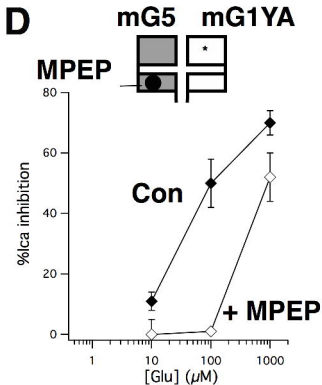 D
mG5 mG1YA
*
MPEP
80
60
40
20
0
%Ica inhibition
Con
+ MPEP
1 10 100 1000
[Glu] (µM)